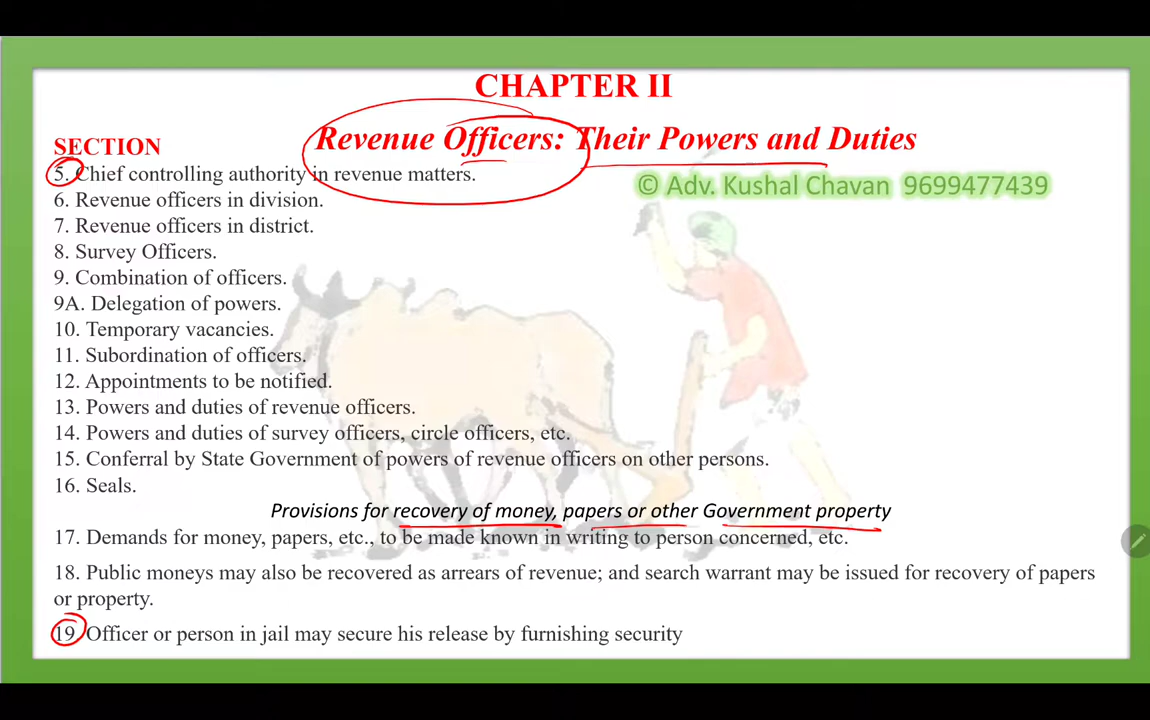 CHAPTER II
Revenue Officers: Their Powers and Duties
SECTION
5. Chief controlling authority in revenue matters.
© Adv. Kushal Chavan 9699477439
6. Revenue officers in division.
7. Revenue officers in district.
8. Survey Officers.
9. Combination of officers.
9A. Delegation of powers.
10. Temporary vacancies.
11. Subordination of officers.
12. Appointments to be notified.
13. Powers and duties of revenue officers.
14. Powers and duties of survey officers, circle officers, etc.
15. Conferral by State Government of powers of revenue officers on other persons.
16. Seals.
Provisions for recovery of money, papers or other Government property
17. Demands for money, papers, etc., to be made known in writing to person concerned, etc.
18. Public moneys may also be recovered as arrears of revenue; and search warrant may be issued for recovery of papers
or property.
19. Officer or person in jail may secure his release by furnishing security